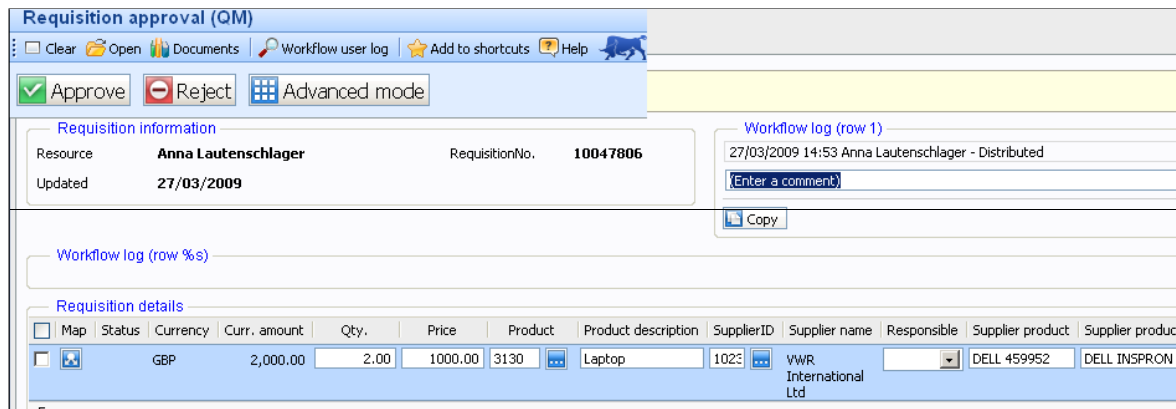 Requisition approval (QM)
Clear Open Documents Workflow user log Add to shortcuts Help
Approve Reject Advanced mode
Requisition information
Resource Anna Lautenschlager RequisitionNo. 10047806
Updated 27/03/2009
Workflow log (row 1)
27/03/2009 14:53 Anna Lautenschlager - Distributed
(Enter a comment)
Copy
Workflow log (row %s)
Requisition details
Map Status Currency Curr. amount Qty. Price Product Product description SupplierID Supplier name Responsible Supplier product Supplier produc
GBP 2,000.00 2.00 1000.00 3130 Laptop 1023 VWR DELL 459952 DELL INSPRON
International
Ltd